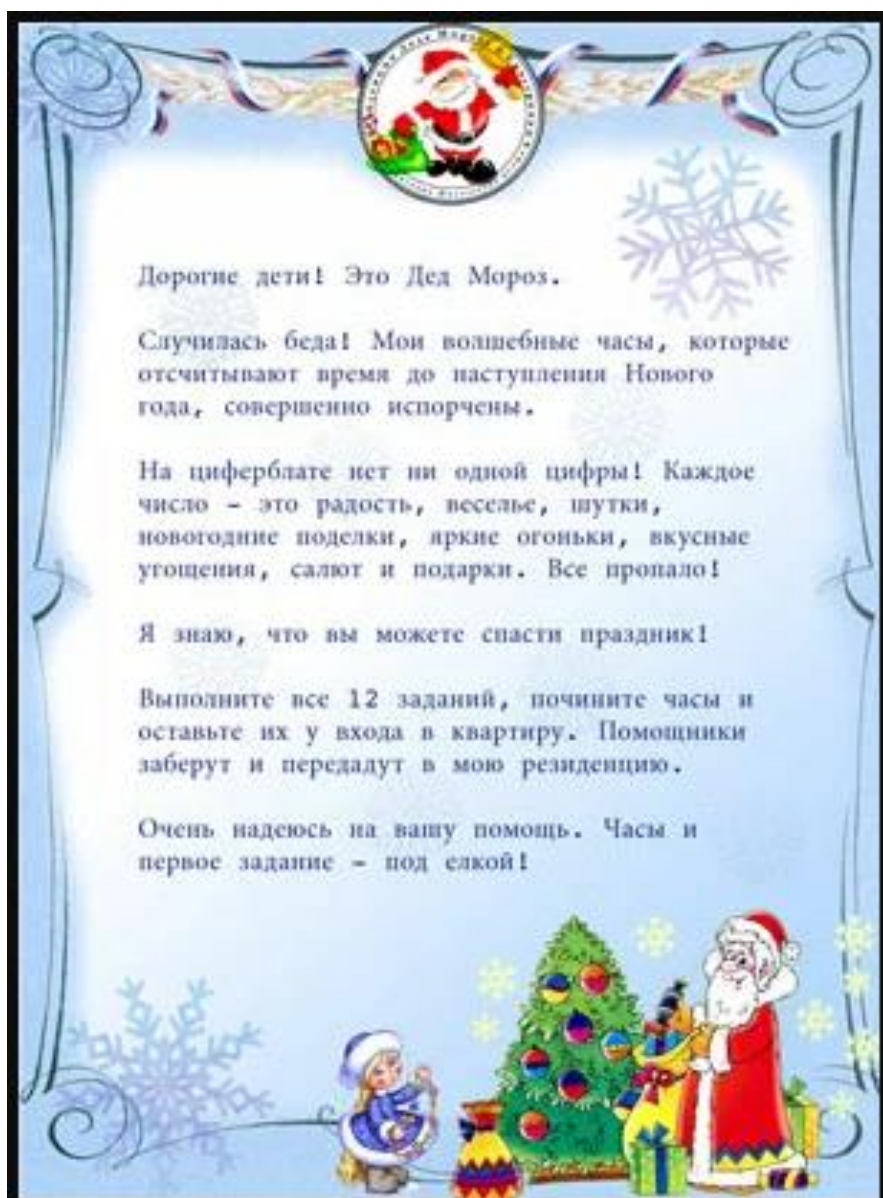 Дорогие дети! Это Дед Мороз.
Случилась беда! Мои волшебные часы, которые
отсчитывают время до наступления Нового
года, совершенно испорчены.
На циферблате нет ни одной цифры! Каждое
число – это радость, веселье, шутки,
новогодние поделки, яркие огоньки, вкусные
угощения, салют и подарки. Все пропало!
Я знаю, что вы можете спасти праздник!
Выполните все 12 заданий, почините часы и
оставьте их у входа в квартиру. Помощники
заберут и передадут в мою резиденцию.
Очень надеюсь на вашу помощь. Часы и
первое задание – под елкой!